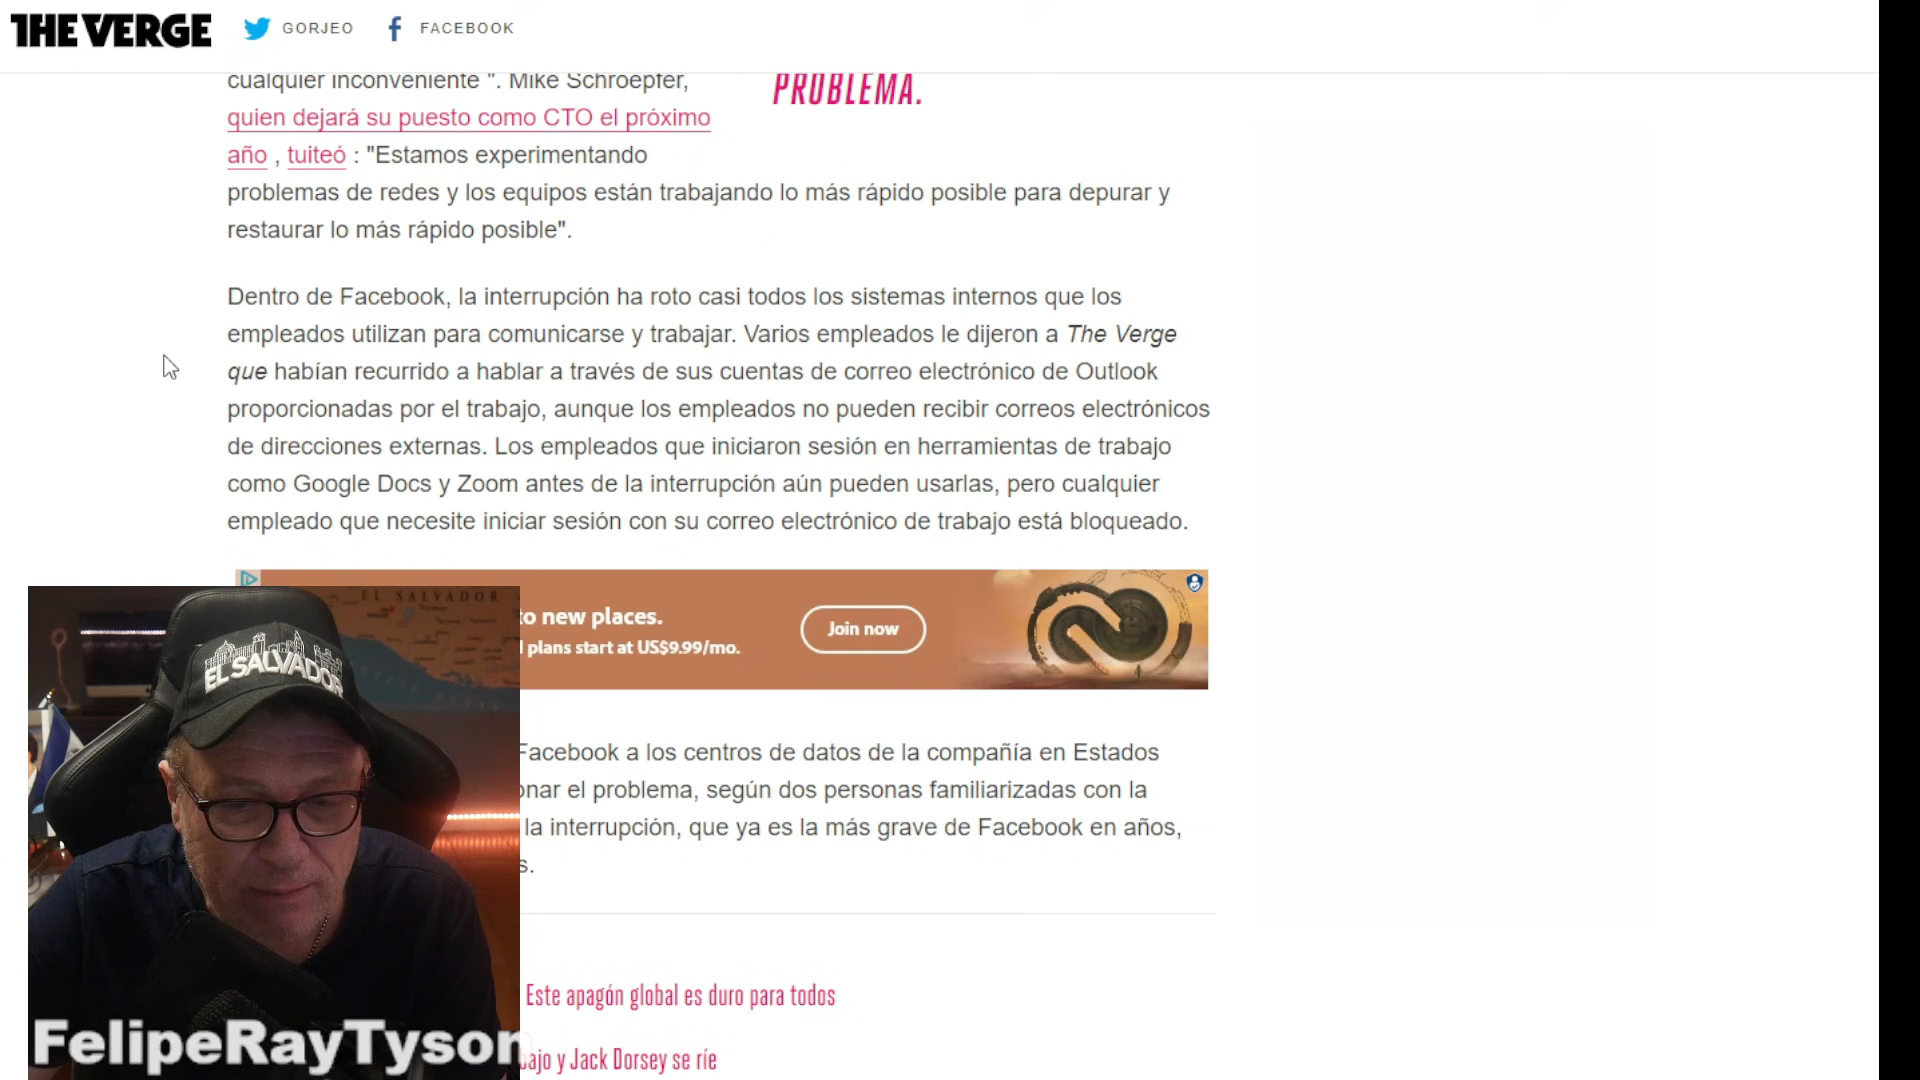 THE VERGE
GORJEO
FACEBOOK
cualquier inconveniente ". Mike Schroepfer,
PROBLEMA.
quien dejará su puesto como CTO el próximo
año , tuiteó : "Estamos experimentando
problemas de redes y los equipos están trabajando lo más rápido posible para depurar y
restaurar lo más rápido posible".
Dentro de Facebook, la interrupción ha roto casi todos los sistemas internos que los
empleados utilizan para comunicarse y trabajar. Varios empleados le dijeron a The Verge
que habían recurrido a hablar a través de sus cuentas de correo electrónico de Outlook
proporcionadas por el trabajo, aunque los empleados no pueden recibir correos electrónicos
de direcciones externas. Los empleados que iniciaron sesión en herramientas de trabajo
como Google Docs y Zoom antes de la interrupción aún pueden usarlas, pero cualquier
empleado que necesite iniciar sesión con su correo electrónico de trabajo está bloqueado.
to new places.
plans start at US$9.99/mo.
Join now
EL SALVADOR
EL SALVADOR
Facebook a los centros de datos de la compañía en Estados
onar el problema, según dos personas familiarizadas con la
la interrupción, que ya es la más grave de Facebook en años,
s.
Este apagón global es duro para todos
bajo y Jack Dorsey se ríe
FelipeRayTyson